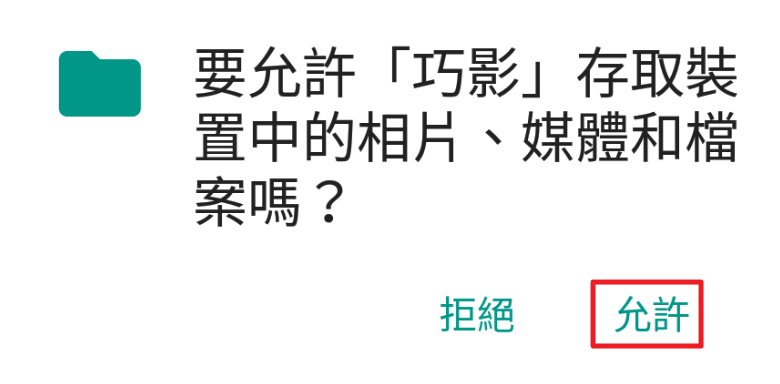 要允許「巧影」存取裝
置中的相片、媒體和檔
案嗎？
拒絕 允許